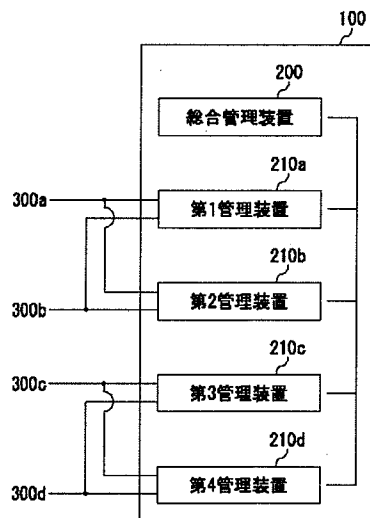 100
200
総合管理装置
210a
300a
第1管理装置
210b
300b
第2管理装置
210c
300c
第3管理装置
210d
300d
第4管理装置